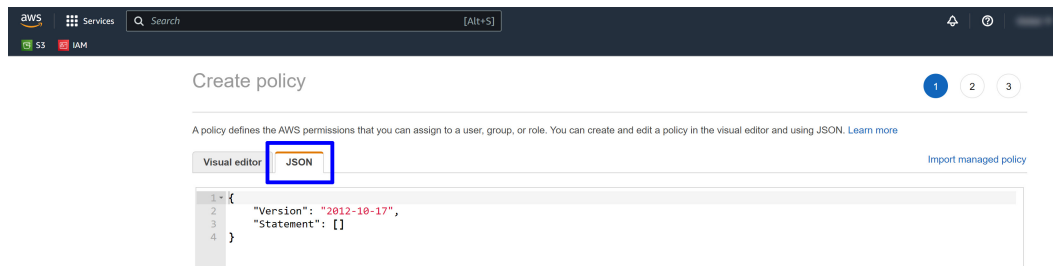 aws Services Search [Alt+S]
S3 IAM
Create policy 1 2 3
A policy defines the AWS permissions that you can assign to a user, group, or role. You can create and edit a policy in the visual editor and using JSON. Learn more
Visual editor JSON Import managed policy
1 {
2 "Version": "2012-10-17",
3 "Statement": []
4 }